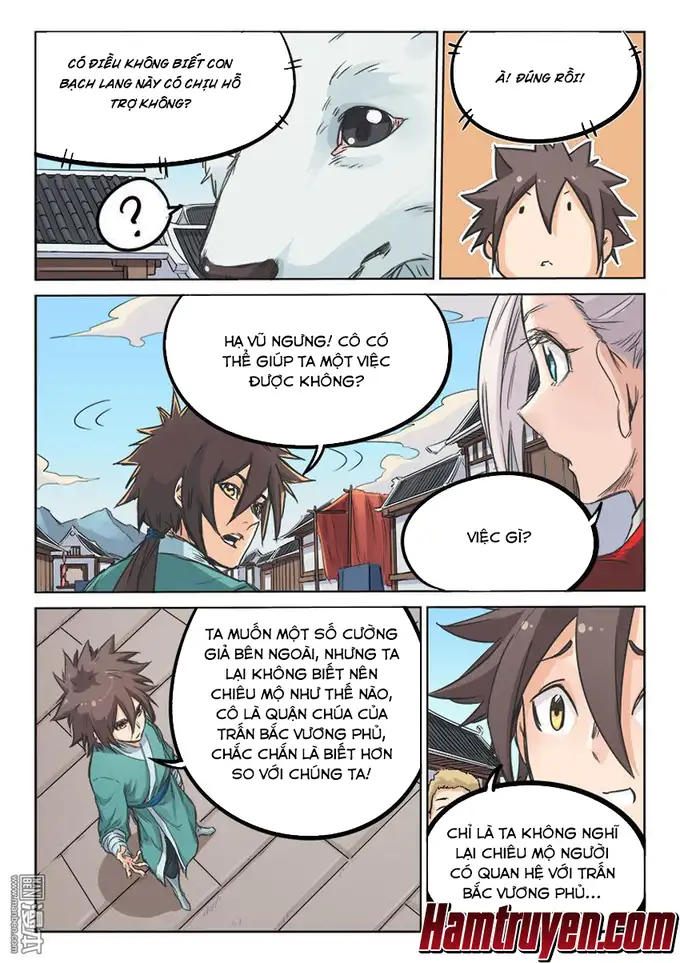 CÓ ĐIỀU KHÔNG BIẾT CON
BẠCH LANG NÀY CÓ CHỊU HỖ
TRỢ KHÔNG?
?
À! ĐÚNG RỒI!
HẠ VŨ NGƯNG! CÔ CÓ
THỂ GIÚP TA MỘT VIỆC
ĐƯỢC KHÔNG?
VIỆC GÌ?
TA MUỐN MỘT SỐ CƯỜNG
GIẢ BÊN NGOÀI, NHƯNG TA
LẠI KHÔNG BIẾT NÊN
CHIÊU MỘ NHƯ THẾ NÀO,
CÔ LÀ QUẬN CHÚA CỦA
TRẤN BẮC VƯƠNG PHỦ,
CHẮC CHẮN LÀ BIẾT HƠN
SO VỚI CHÚNG TA!
CHỈ LÀ TA KHÔNG NGHĨ
LẠI CHIÊU MỘ NGƯỜI
CÓ QUAN HỆ VỚI TRẤN
BẮC VƯƠNG PHỦ...
Hamtruyen.com